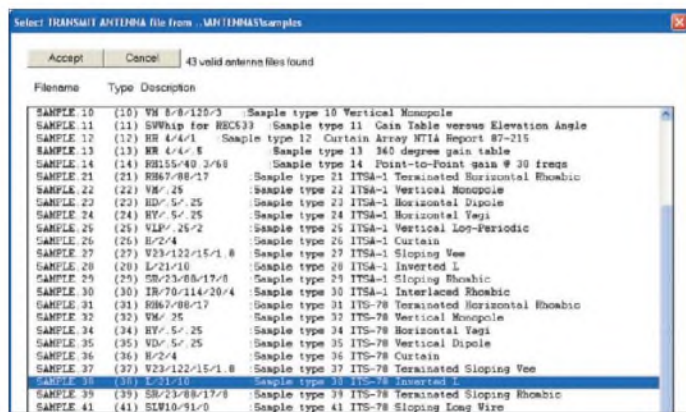 Select TRANSMIT ANTENNA file from ..\ANTENNAS\samples
Accept Cancel 43 valid antenna files found
Filename Type Description
SAMPLE.10 (10) VM 8/8/120/3 :Sample type 10 Vertical Monopole
SAMPLE.11 (11) SWWhip for REC533 :Sample type 11 Gain Table versus Elevation Angle
SAMPLE.12 (12) HR 4/4/1 :Sample type 12 Curtain Array NTIA Report 87-215
SAMPLE.13 (13) HR 4/4/.5 :Sample type 13 360 degree gain table
SAMPLE.14 (14) RH155/40.3/68 :Sample type 14 Point-to-Point gain @ 30 freqs
SAMPLE.21 (21) RH67/88/17 :Sample type 21 ITSA-1 Terminated Horizontal Rhombic
SAMPLE.22 (22) VM/.25 :Sample type 22 ITSA-1 Vertical Monopole
SAMPLE.23 (23) HD/.5/.25 :Sample type 23 ITSA-1 Horizontal Dipole
SAMPLE.24 (24) HY/.5/.25 :Sample type 24 ITSA-1 Horizontal Yagi
SAMPLE.25 (25) VLP/.25/2 :Sample type 25 ITSA-1 Vertical Log-Periodic
SAMPLE.26 (26) H/2/4 :Sample type 26 ITSA-1 Curtain
SAMPLE.27 (27) V23/122/15/1.8 :Sample type 27 ITSA-1 Sloping Vee
SAMPLE.28 (28) L/21/10 :Sample type 28 ITSA-1 Inverted L
SAMPLE.29 (29) SR/23/88/17/8 :Sample type 29 ITSA-1 Sloping Rhombic
SAMPLE.30 (30) IR/70/114/20/4 :Sample type 30 ITSA-1 Interlaced Rhombic
SAMPLE.31 (31) RH67/88/17 :Sample type 31 ITS-78 Terminated Horizontal Rhombic
SAMPLE.32 (32) VM/.25 :Sample type 32 ITS-78 Vertical Monopole
SAMPLE.34 (34) HY/.5/.25 :Sample type 34 ITS-78 Horizontal Yagi
SAMPLE.35 (35) VD/.5/.25 :Sample type 35 ITS-78 Vertical Dipole
SAMPLE.36 (36) H/2/4 :Sample type 36 ITS-78 Curtain
SAMPLE.37 (37) V23/122/15/1.8 :Sample type 37 ITS-78 Terminated Sloping Vee
SAMPLE.38 (38) L/21/10 :Sample type 38 ITS-78 Inverted L
SAMPLE.39 (39) SR/23/88/17/8 :Sample type 39 ITS-78 Terminated Sloping Rhombic
SAMPLE.41 (41) SLW10/91/0 :Sample type 41 ITS-78 Sloping Long Wire